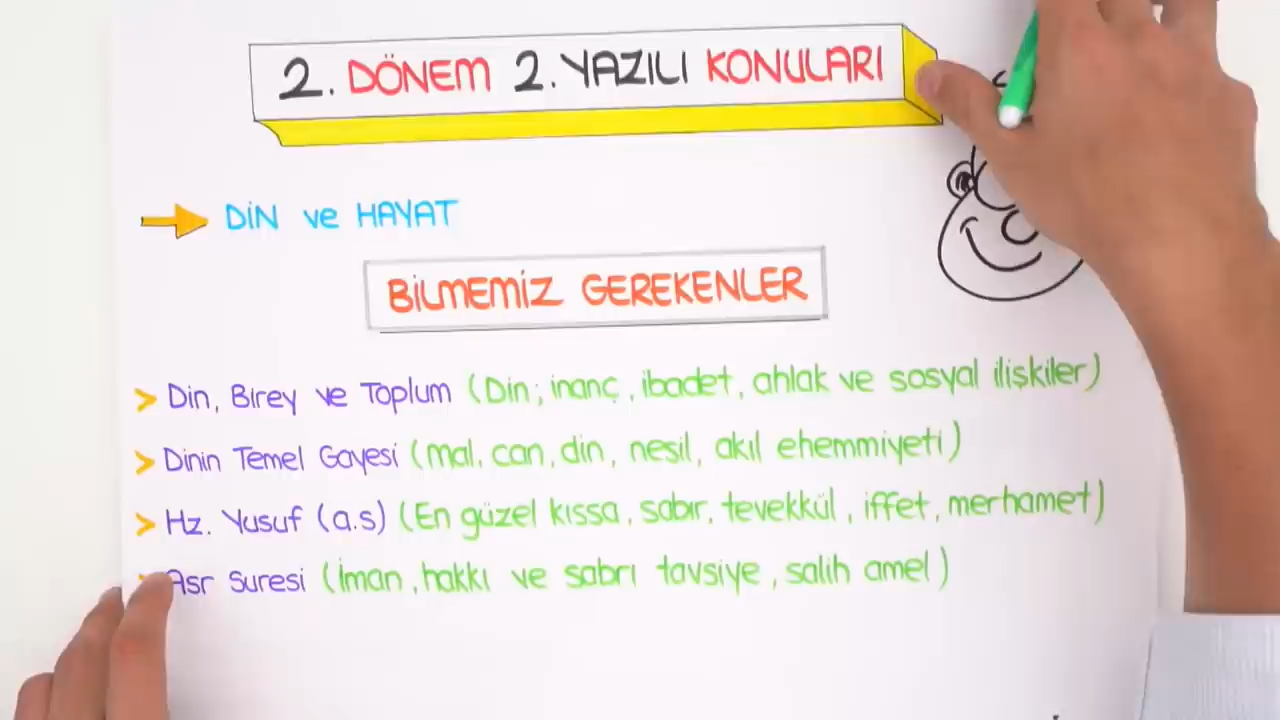 2. DÖNEM 2. YAZILI KONULARI
DİN ve HAYAT
BİLMEMİZ GEREKENLER
Din, Birey ve Toplum (Din; inanç, ibadet, ahlak ve sosyal ilişkiler)
Dinin Temel Gayesi (mal, can, din, nesil, akıl ehemmiyeti)
Hz. Yusuf (a.s) (En güzel kıssa, sabır, tevekkül, iffet, merhamet)
Asr Suresi (İman, hakkı ve sabrı tavsiye, salih amel)